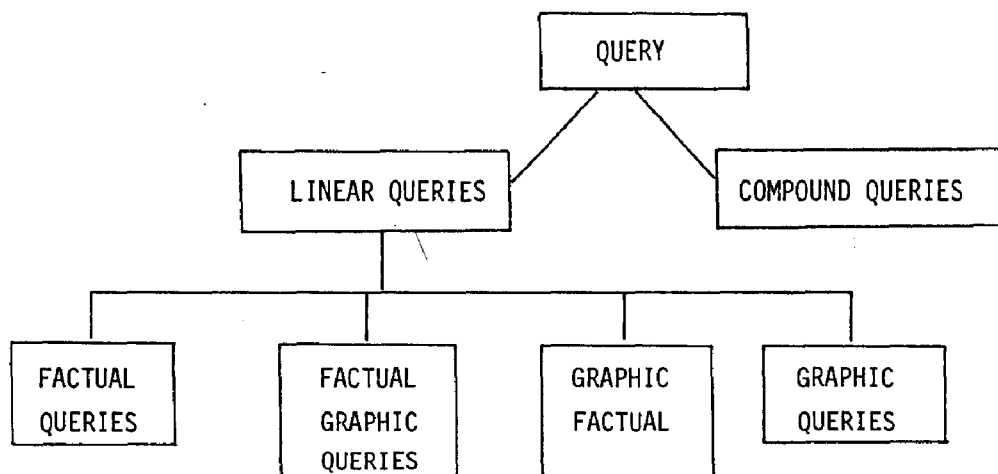 QUERY
LINEAR QUERIES
COMPOUND QUERIES
FACTUAL
QUERIES
FACTUAL
GRAPHIC
QUERIES
GRAPHIC
FACTUAL
GRAPHIC
QUERIES